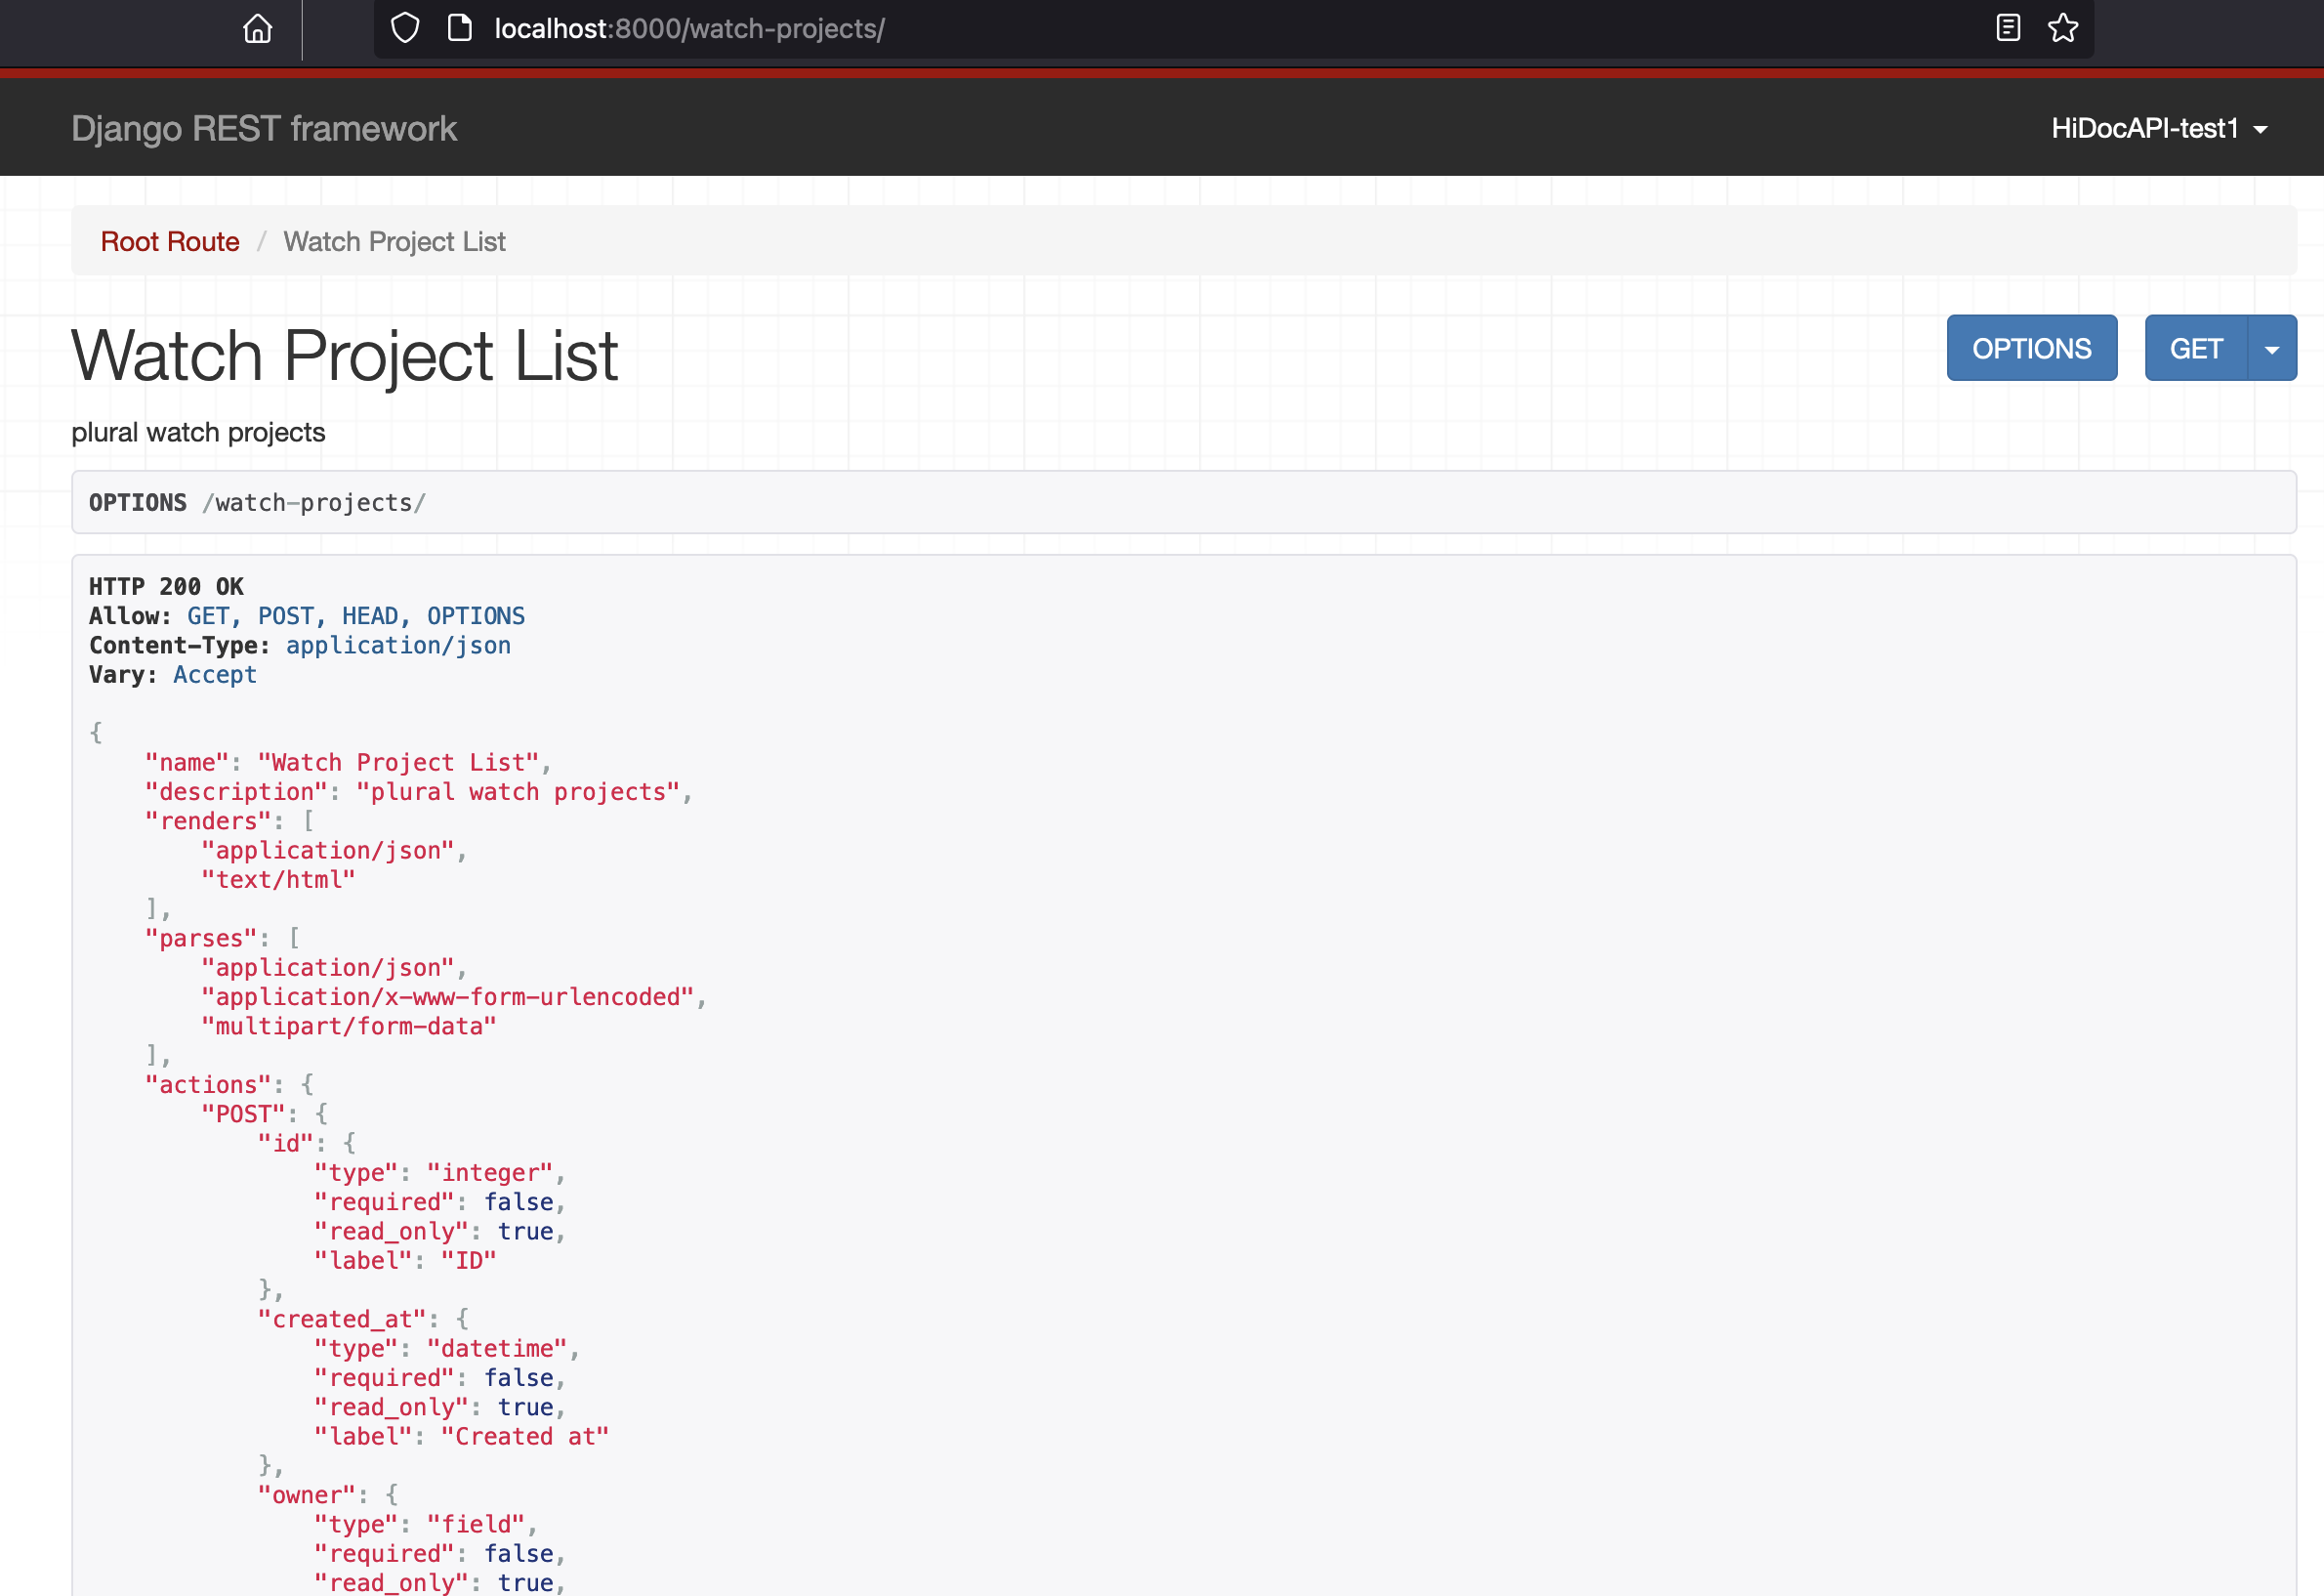 localhost:8000/watch-projects/
Django REST framework
HiDocAPI-test1
Root Route / Watch Project List
Watch Project List
OPTIONS
GET
plural watch projects
OPTIONS /watch-projects/
HTTP 200 OK
Allow: GET, POST, HEAD, OPTIONS
Content-Type: application/json
Vary: Accept
{
    "name": "Watch Project List",
    "description": "plural watch projects",
    "renders": [
        "application/json",
        "text/html"
    ],
    "parses": [
        "application/json",
        "application/x-www-form-urlencoded",
        "multipart/form-data"
    ],
    "actions": {
        "POST": {
            "id": {
                "type": "integer",
                "required": false,
                "read_only": true,
                "label": "ID"
            },
            "created_at": {
                "type": "datetime",
                "required": false,
                "read_only": true,
                "label": "Created at"
            },
            "owner": {
                "type": "field",
                "required": false,
                "read_only": true,